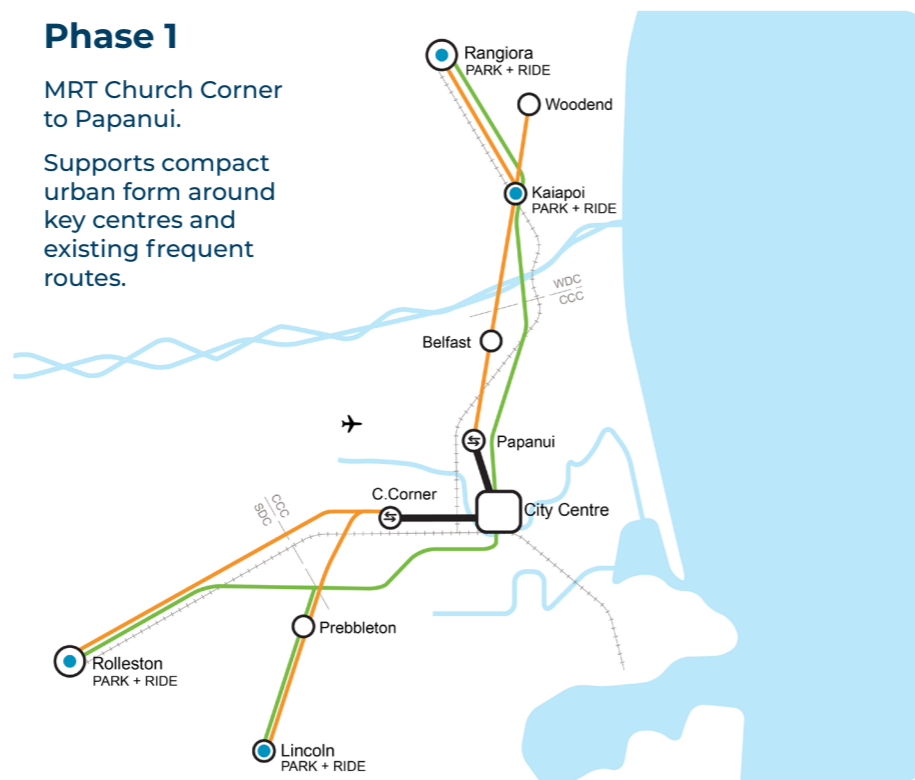 Phase 1
MRT Church Corner
to Papanui.
Supports compact
urban form around
key centres and
existing frequent
routes.
Rangiora
PARK + RIDE
Woodend
Kaiapoi
PARK + RIDE
WDC
CCC
Belfast
Papanui
C.Corner
City Centre
CCC
SDC
Prebbleton
Rolleston
PARK + RIDE
Lincoln
PARK + RIDE